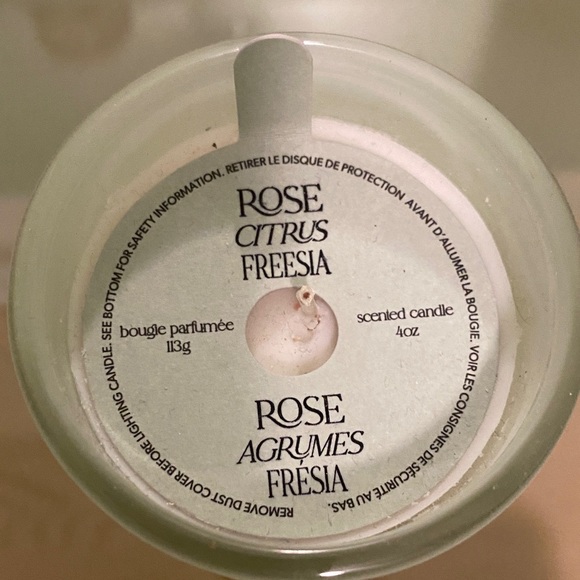 ROSE
CITRUS
FREESIA
bougie parfumée
113g
scented candle
4oz
ROSE
AGRUMES
FRÉSIA
REMOVE DUST COVER BEFORE LIGHTING CANDLE. SEE BOTTOM FOR SAFETY INFORMATION. RETIRER LE DISQUE DE PROTECTION AVANT D'ALLUMER LA BOUGIE. VOIR LES CONSIGNES DE SÉCURITÉ AU BAS.